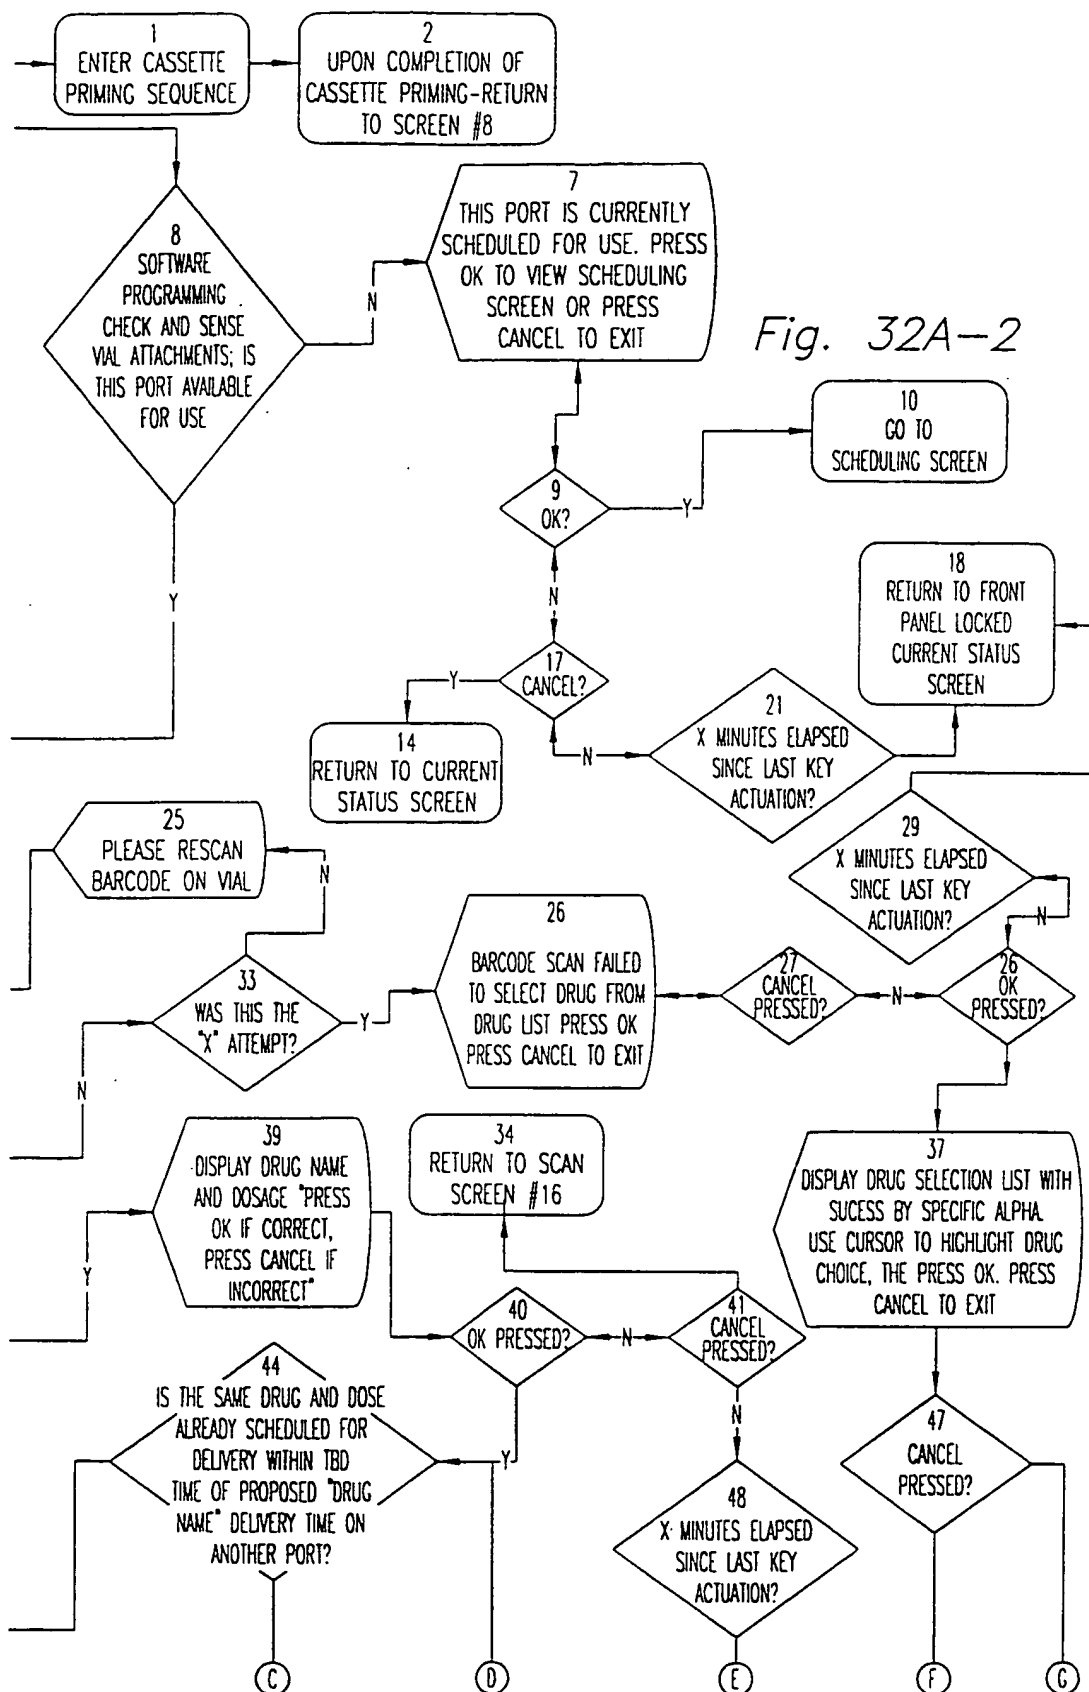 1
ENTER CASSETTE
PRIMING SEQUENCE
2
UPON COMPLETION OF
CASSETTE PRIMING-RETURN
TO SCREEN #8
7
THIS PORT IS CURRENTLY
SCHEDULED FOR USE. PRESS
OK TO VIEW SCHEDULING
SCREEN OR PRESS
CANCEL TO EXIT
8
SOFTWARE
PROGRAMMING
CHECK AND SENSE
VIAL ATTACHMENTS; IS
THIS PORT AVAILABLE
FOR USE
N
Y
Fig. 32A-2
10
GO TO
SCHEDULING SCREEN
9
OK?
Y
N
18
RETURN TO FRONT
PANEL LOCKED
CURRENT STATUS
SCREEN
17
CANCEL?
Y
N
14
RETURN TO CURRENT
STATUS SCREEN
21
X MINUTES ELAPSED
SINCE LAST KEY
ACTUATION?
25
PLEASE RESCAN
BARCODE ON VIAL
N
29
X MINUTES ELAPSED
SINCE LAST KEY
ACTUATION?
N
33
WAS THIS THE
"X" ATTEMPT?
Y
N
26
BARCODE SCAN FAILED
TO SELECT DRUG FROM
DRUG LIST PRESS OK
PRESS CANCEL TO EXIT
27
CANCEL
PRESSED?
N
26
OK
PRESSED?
39
DISPLAY DRUG NAME
AND DOSAGE "PRESS
OK IF CORRECT,
PRESS CANCEL IF
INCORRECT"
Y
34
RETURN TO SCAN
SCREEN #16
37
DISPLAY DRUG SELECTION LIST WITH
SUCESS BY SPECIFIC ALPHA.
USE CURSOR TO HIGHLIGHT DRUG
CHOICE, THE PRESS OK. PRESS
CANCEL TO EXIT
40
OK PRESSED?
N
Y
41
CANCEL
PRESSED?
N
44
IS THE SAME DRUG AND DOSE
ALREADY SCHEDULED FOR
DELIVERY WITHIN TBD
TIME OF PROPOSED "DRUG
NAME" DELIVERY TIME ON
ANOTHER PORT?
47
CANCEL
PRESSED?
48
X MINUTES ELAPSED
SINCE LAST KEY
ACTUATION?
C
D
E
F
G